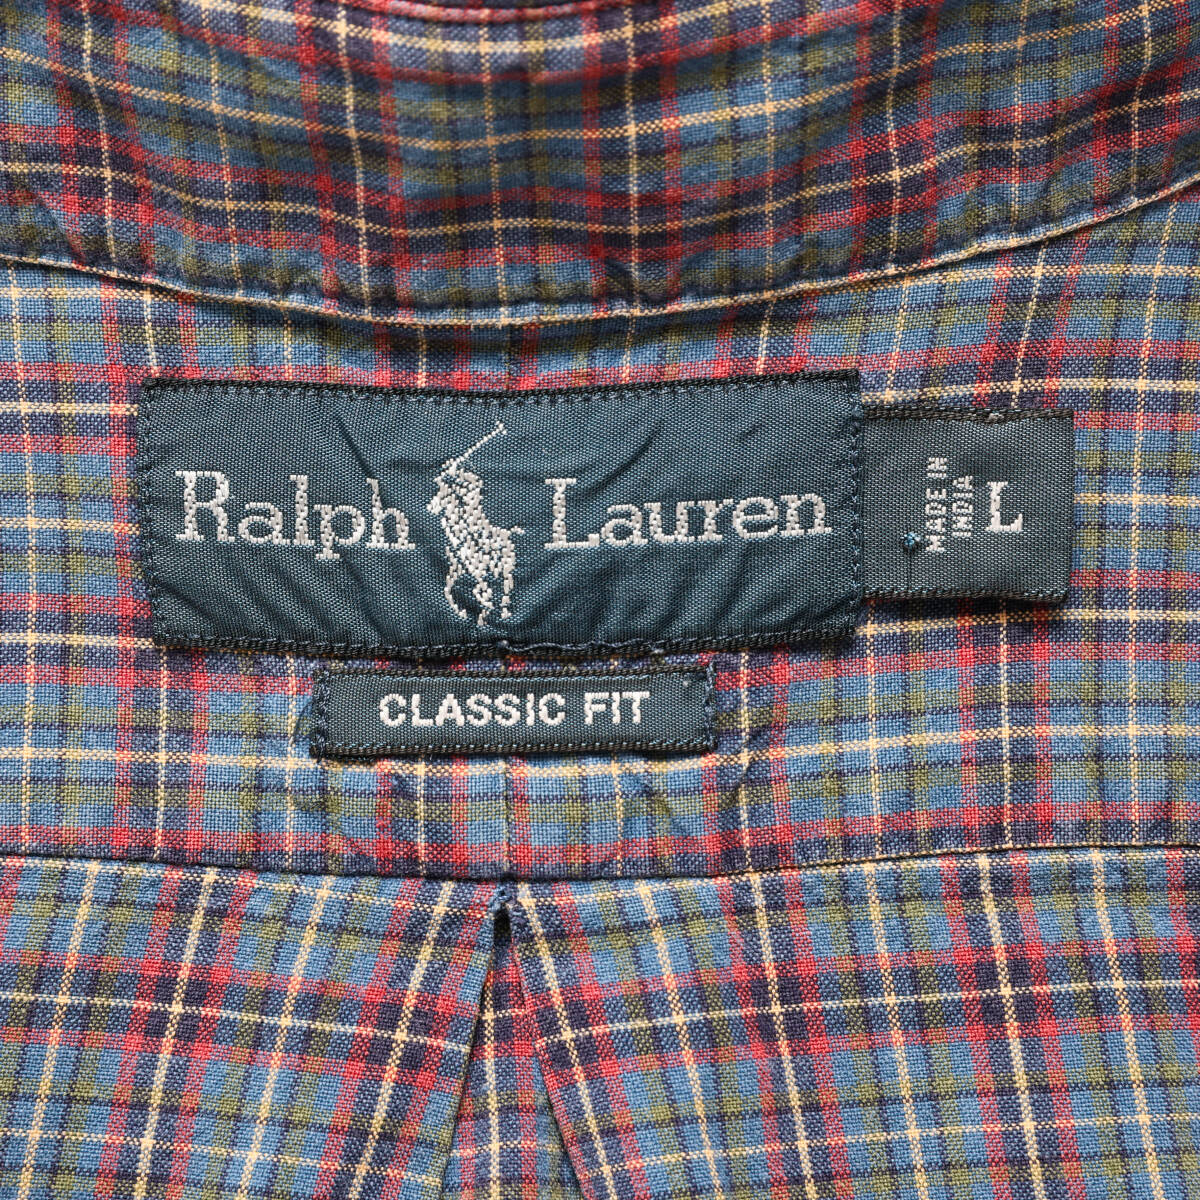 Ralph Lauren
MADE IN
INDIA
L
CLASSIC FIT